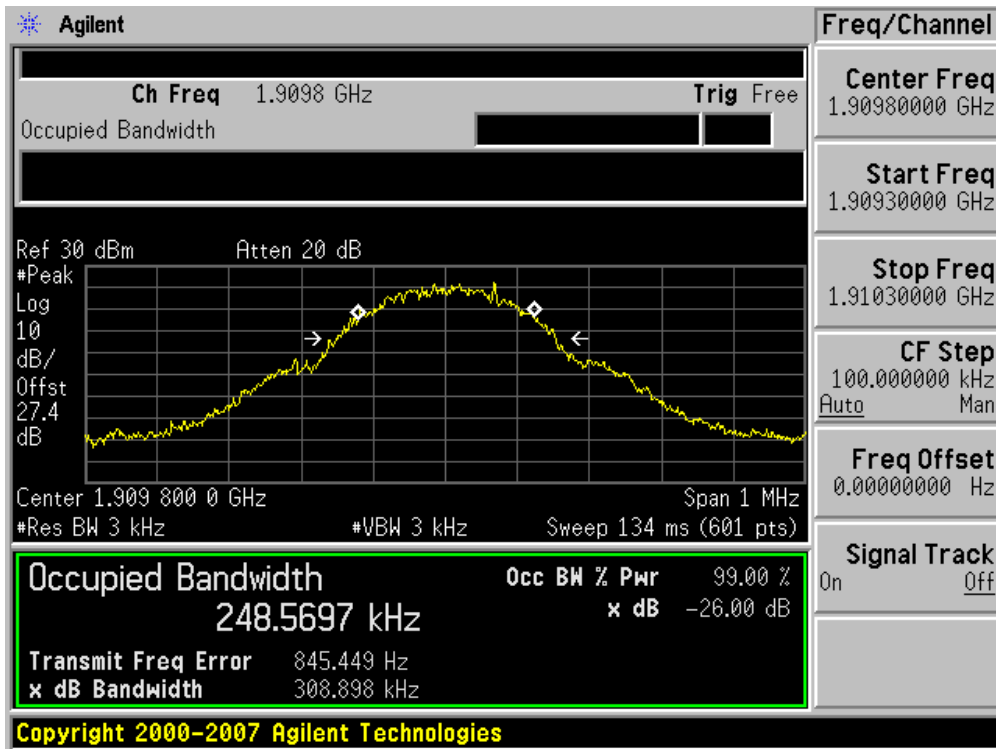 Agilent
Freq/Channel
Ch Freq 1.9098 GHz Trig Free
Occupied Bandwidth
Ref 30 dBm Atten 20 dB
#Peak
Log
10
dB/
Offst
27.4
dB
Center 1.909 800 0 GHz Span 1 MHz
#Res BW 3 kHz #VBW 3 kHz Sweep 134 ms (601 pts)
Occupied Bandwidth
248.5697 kHz
Occ BW % Pwr 99.00 %
x dB -26.00 dB
Transmit Freq Error 845.449 Hz
x dB Bandwidth 308.898 kHz
Center Freq
1.90980000 GHz
Start Freq
1.90930000 GHz
Stop Freq
1.91030000 GHz
CF Step
100.000000 kHz
Auto Man
Freq Offset
0.00000000 Hz
Signal Track
On Off
Copyright 2000-2007 Agilent Technologies